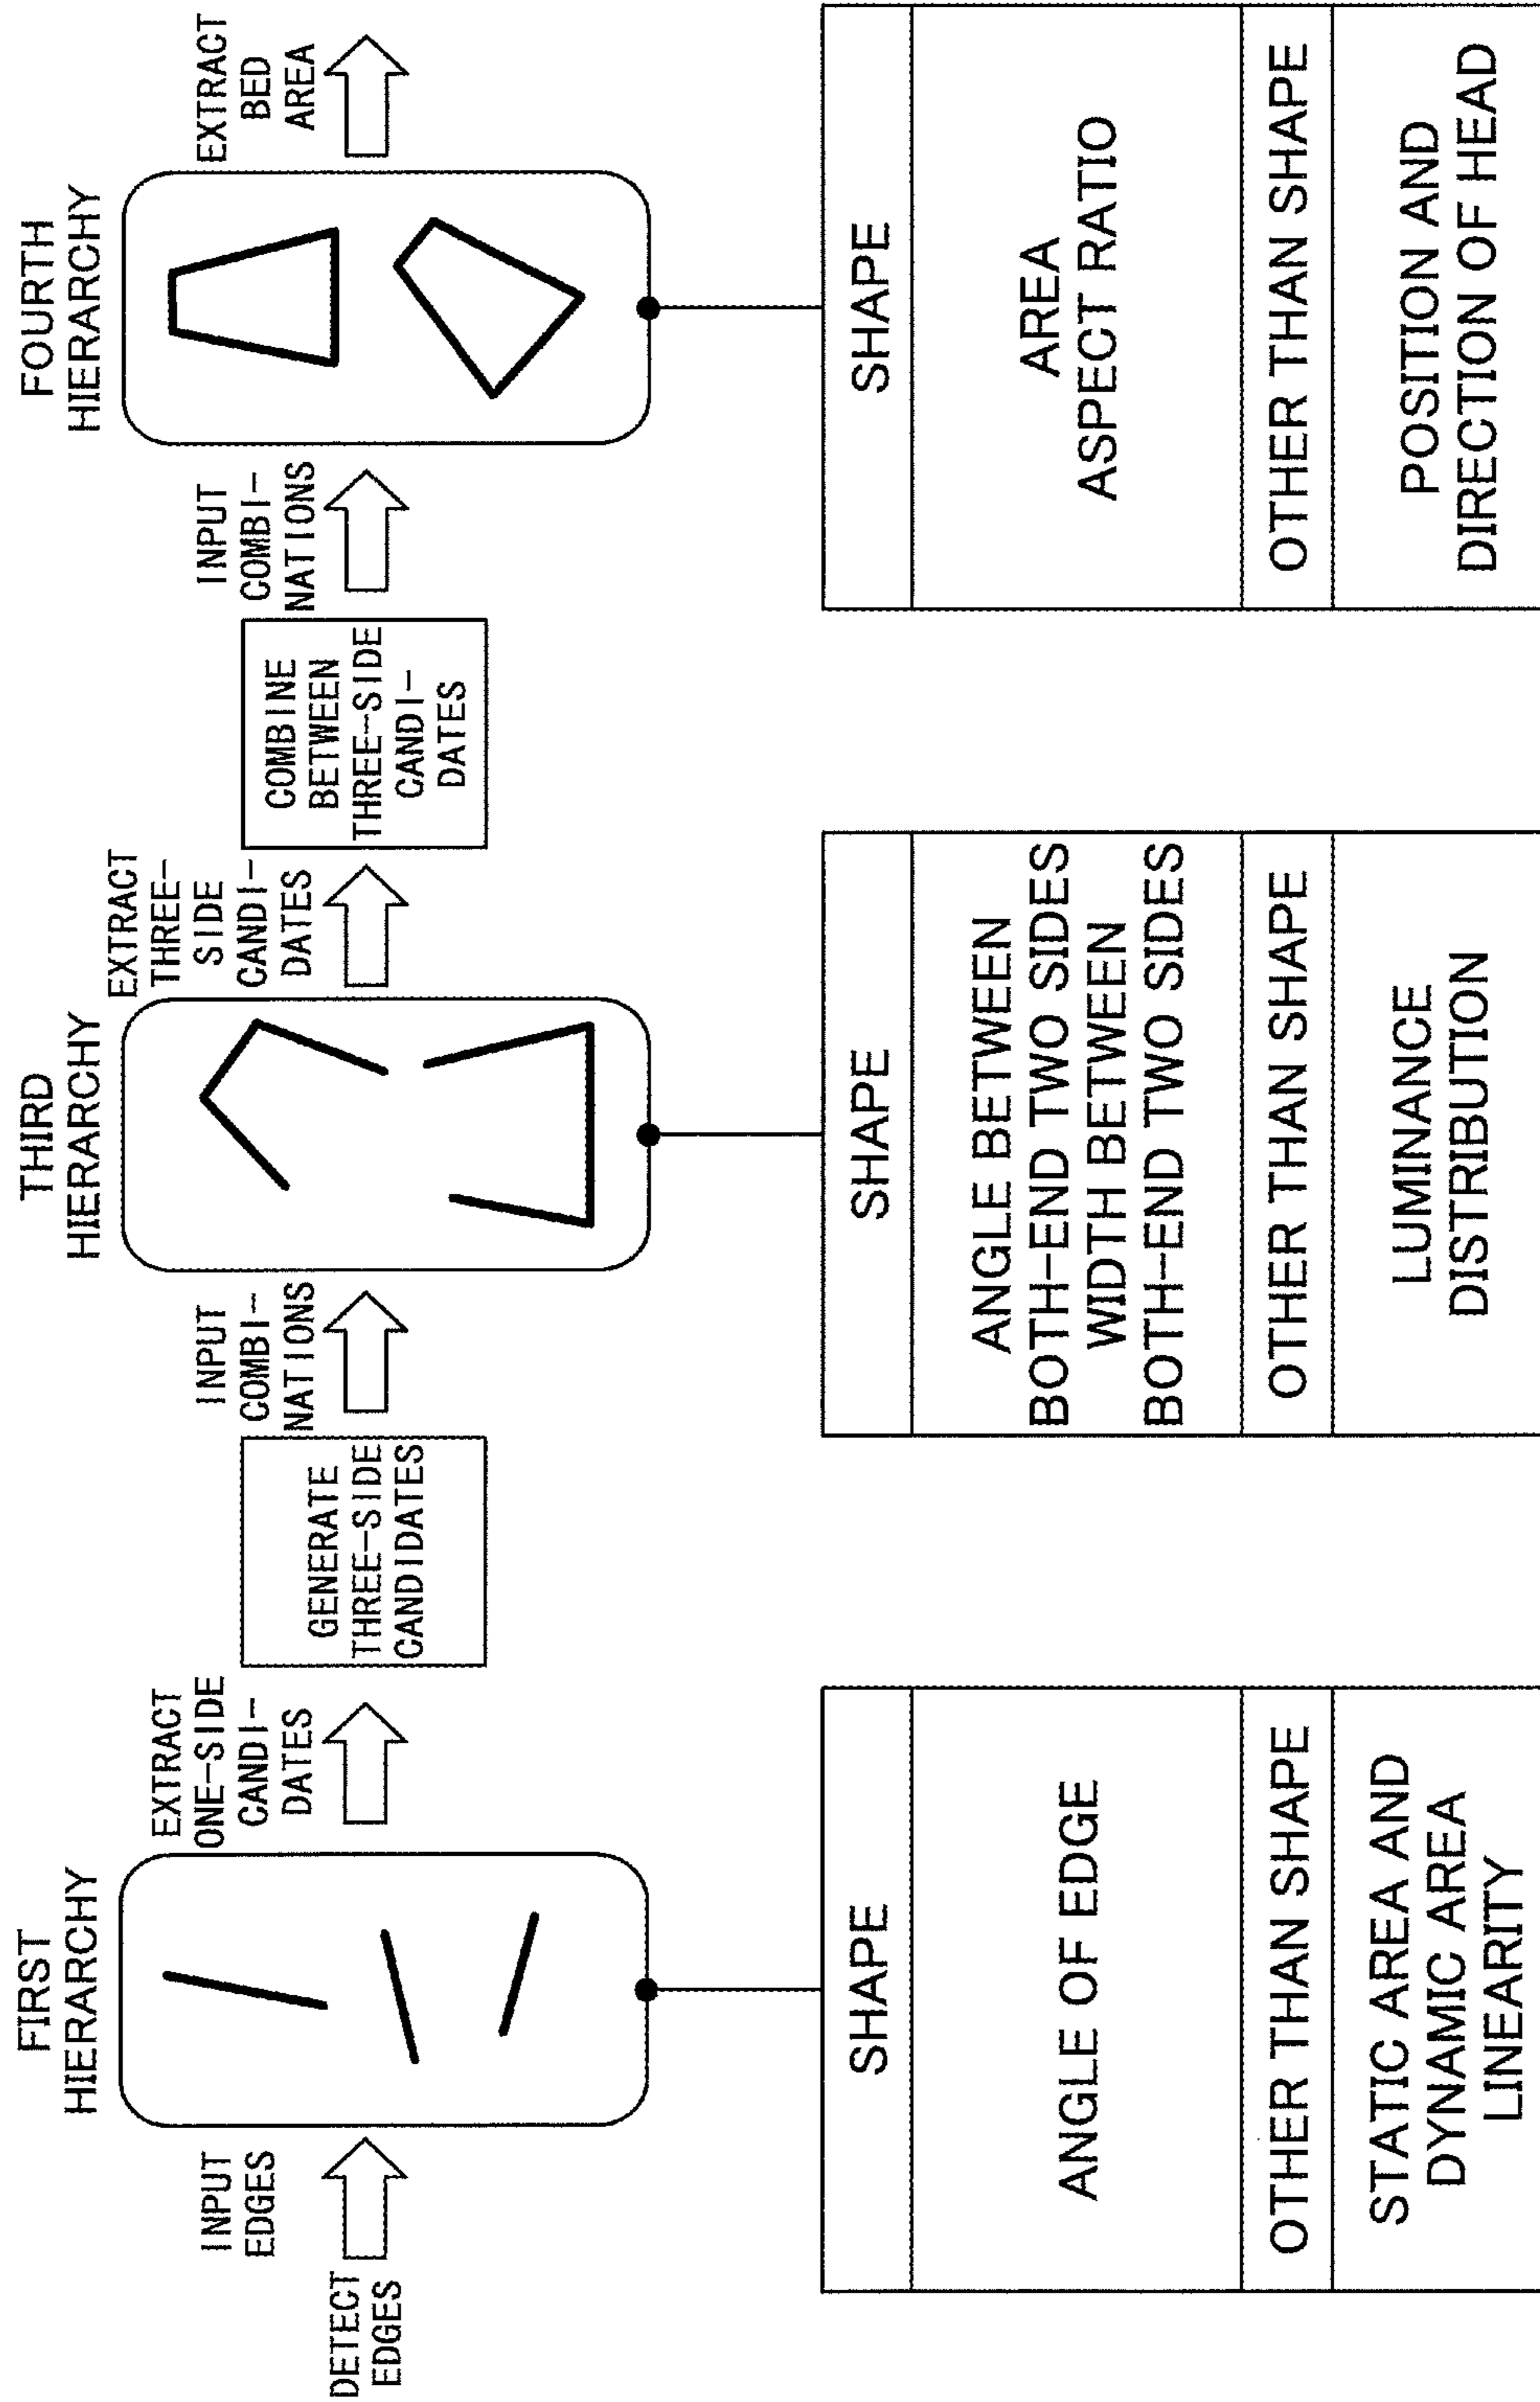 DETECT
EDGES
INPUT
EDGES
FIRST
HIERARCHY
EXTRACT
ONE-SIDE
CANDI-
DATES
GENERATE
THREE-SIDE
CANDIDATES
INPUT
COMBI-
NATIONS
THIRD
HIERARCHY
EXTRACT
THREE-
SIDE
CANDI-
DATES
COMBINE
BETWEEN
THREE-SIDE
CANDI-
DATES
INPUT
COMBI-
NATIONS
FOURTH
HIERARCHY
EXTRACT
BED
AREA
SHAPE
ANGLE OF EDGE
OTHER THAN SHAPE
STATIC AREA AND
DYNAMIC AREA
LINEARITY
SHAPE
ANGLE BETWEEN
BOTH-END TWO SIDES
WIDTH BETWEEN
BOTH-END TWO SIDES
OTHER THAN SHAPE
LUMINANCE
DISTRIBUTION
SHAPE
AREA
ASPECT RATIO
OTHER THAN SHAPE
POSITION AND
DIRECTION OF HEAD